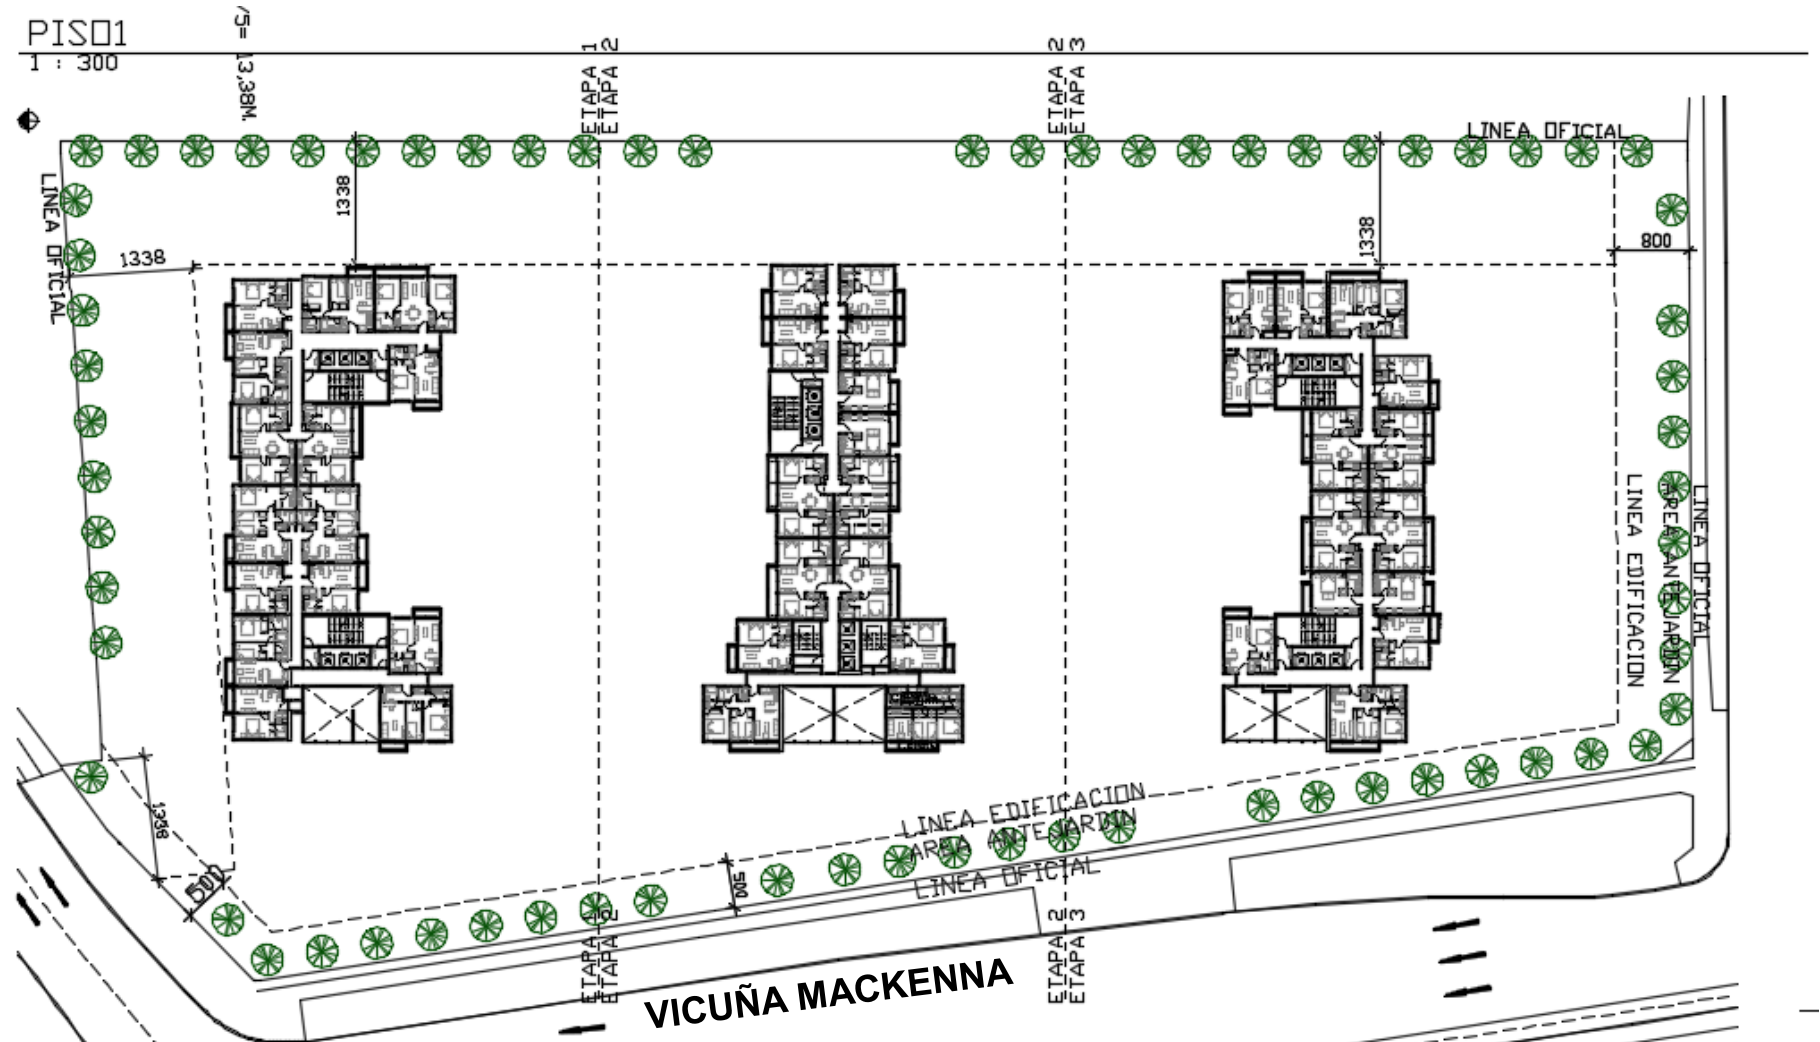 PISO1
1 : 300
/5= 13,38M.
ETAPA 1
ETAPA 2
ETAPA 2
ETAPA 3
LINEA OFICIAL
LINEA OFICIAL
1338
1338
1338
800
LINEA EDIFICACION
AREA ANTEJARDIN
LINEA OFICIAL
1338
500
LINEA EDIFICACION
AREA ANTEJARDIN
LINEA OFICIAL
500
ETAPA 1
ETAPA 2
ETAPA 2
ETAPA 3
VICUÑA MACKENNA